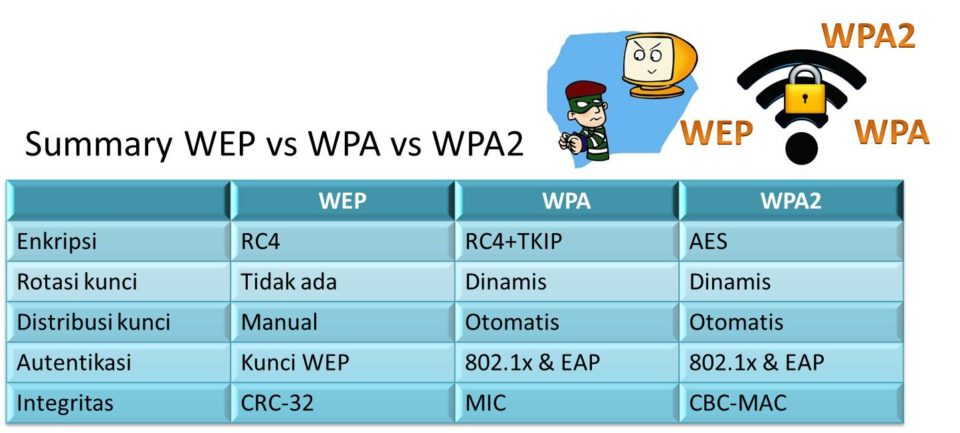 WPA2
WEP
WPA
Summary WEP vs WPA vs WPA2
WEP WPA WPA2
Enkripsi RC4 RC4+TKIP AES
Rotasi kunci Tidak ada Dinamis Dinamis
Distribusi kunci Manual Otomatis Otomatis
Autentikasi Kunci WEP 802.1x & EAP 802.1x & EAP
Integritas CRC-32 MIC CBC-MAC